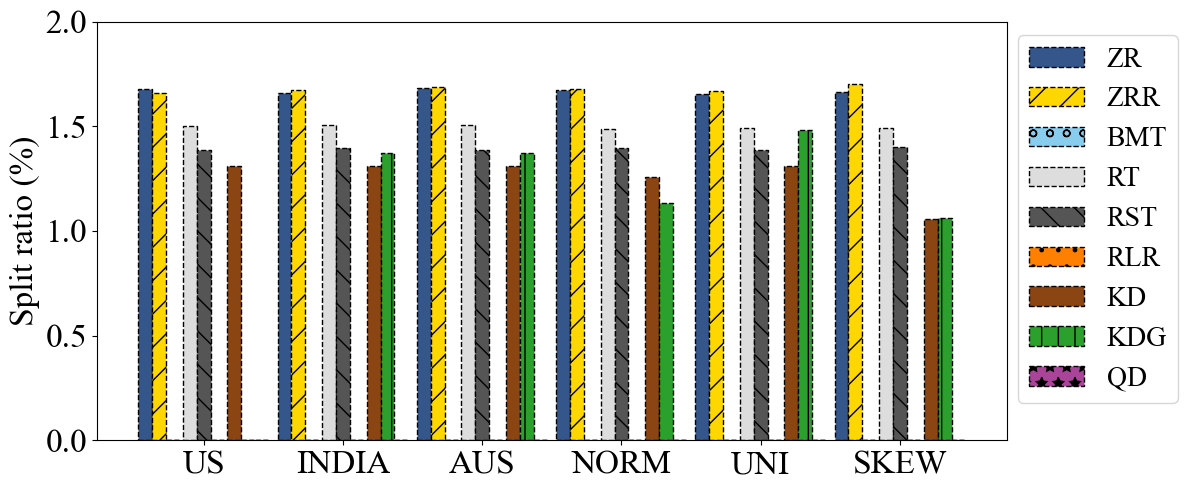 Split ratio (%)
2.0
1.5
1.0
0.5
0.0
US INDIA AUS NORM UNI SKEW
ZR
ZRR
BMT
RT
RST
RLR
KD
KDG
QD